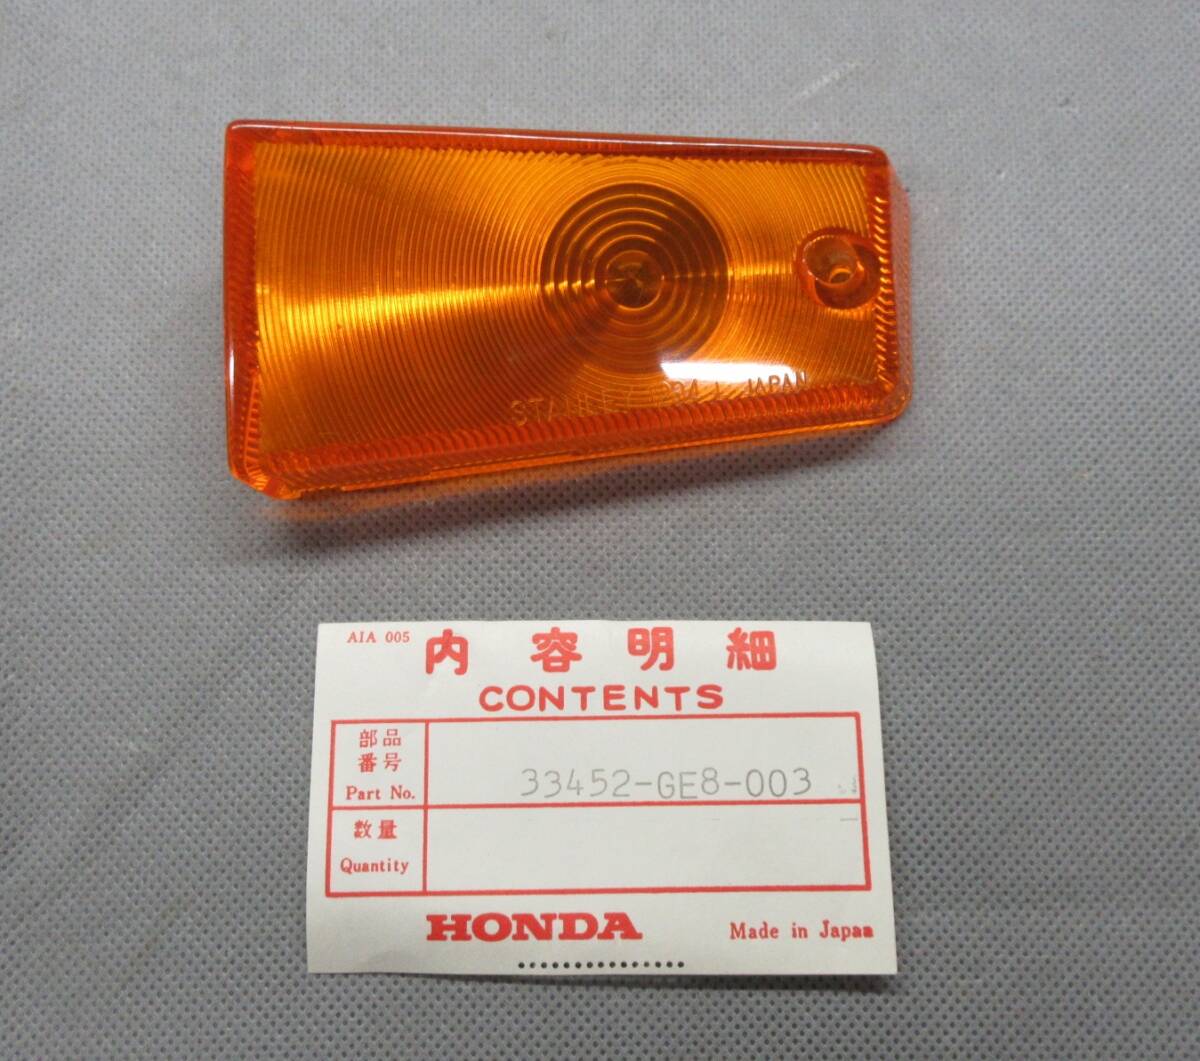 STANLEY 004 L JAPAN
AIA 005
内容明細
CONTENTS
部品
番号
Part No.
33452-GE8-003
数量
Quantity
HONDA
Made in Japan